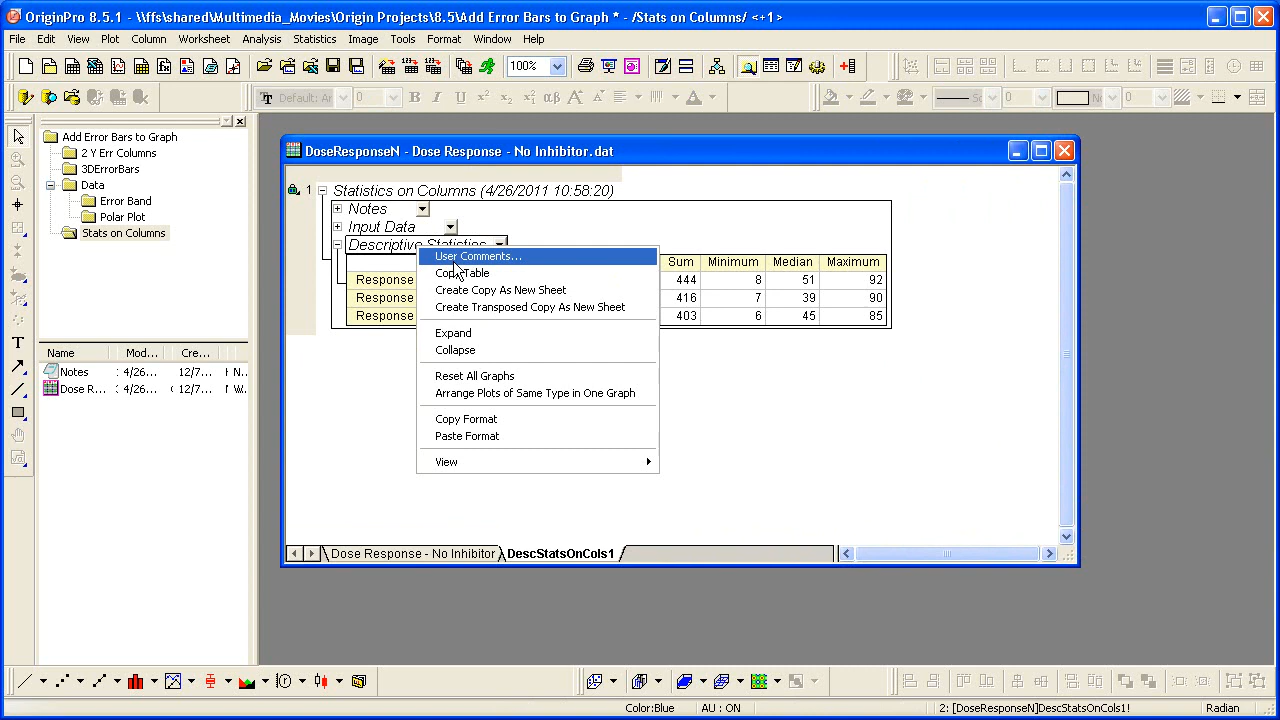 OriginPro 8.5.1 - \\ffs\shared\Multimedia_Movies\Origin Projects\8.5\Add Error Bars to Graph * - /Stats on Columns/ <+1>
File Edit View Plot Column Worksheet Analysis Statistics Image Tools Format Window Help
100%
Default: Ar 0 B I U 0
Add Error Bars to Graph
2 Y Err Columns
3DErrorBars
Data
Error Band
Polar Plot
Stats on Columns
Name Mod... Cre...
Notes 4/26... 12/7...
Dose R... 4/26... 12/7...
DoseResponseN - Dose Response - No Inhibitor.dat
1 Statistics on Columns (4/26/2011 10:58:20)
Notes
Input Data
Descriptive Statistics
Sum Minimum Median Maximum
Response 444 8 51 92
Response 416 7 39 90
Response 403 6 45 85
User Comments...
Copy Table
Create Copy As New Sheet
Create Transposed Copy As New Sheet
Expand
Collapse
Reset All Graphs
Arrange Plots of Same Type in One Graph
Copy Format
Paste Format
View
Dose Response - No Inhibitor DescStatsOnCols1
Color:Blue AU : ON 2: [DoseResponseN]DescStatsOnCols1! Radian